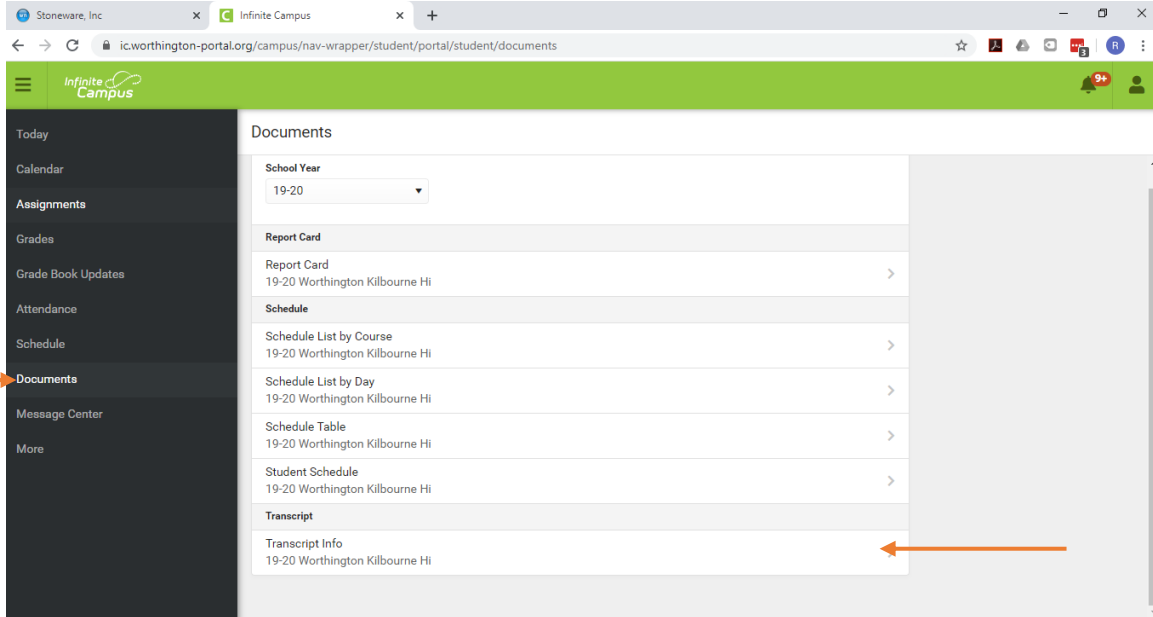 Stoneware, Inc
Infinite Campus
ic.worthington-portal.org/campus/nav-wrapper/student/portal/student/documents
3
R
Infinite Campus
9+
Today
Calendar
Assignments
Grades
Grade Book Updates
Attendance
Schedule
Documents
Message Center
More
Documents
School Year
19-20
Report Card
Report Card
19-20 Worthington Kilbourne Hi
Schedule
Schedule List by Course
19-20 Worthington Kilbourne Hi
Schedule List by Day
19-20 Worthington Kilbourne Hi
Schedule Table
19-20 Worthington Kilbourne Hi
Student Schedule
19-20 Worthington Kilbourne Hi
Transcript
Transcript Info
19-20 Worthington Kilbourne Hi